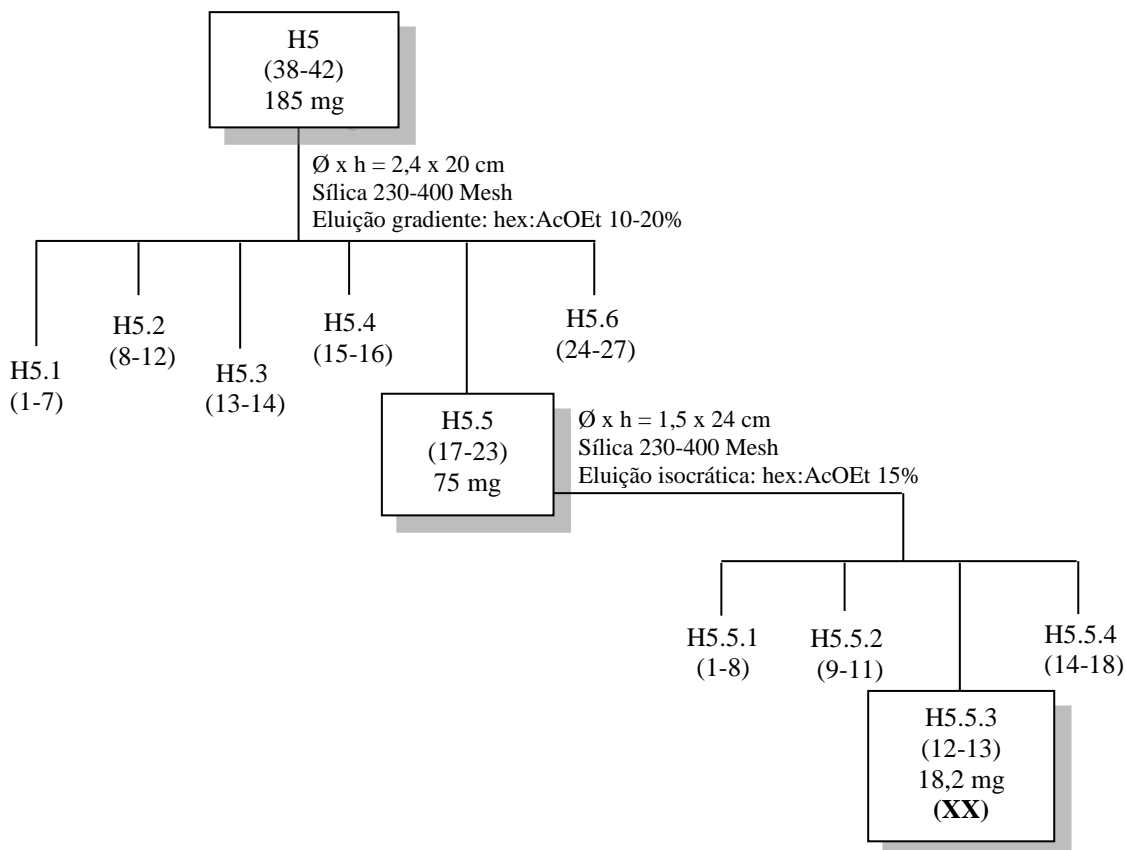 H5
(38-42)
185 mg
Ø x h = 2,4 x 20 cm
Sílica 230-400 Mesh
Eluição gradiente: hex:AcOEt 10-20%
H5.1
(1-7)
H5.2
(8-12)
H5.3
(13-14)
H5.4
(15-16)
H5.5
(17-23)
75 mg
H5.6
(24-27)
Ø x h = 1,5 x 24 cm
Sílica 230-400 Mesh
Eluição isocrática: hex:AcOEt 15%
H5.5.1
(1-8)
H5.5.2
(9-11)
H5.5.3
(12-13)
18,2 mg
(XX)
H5.5.4
(14-18)